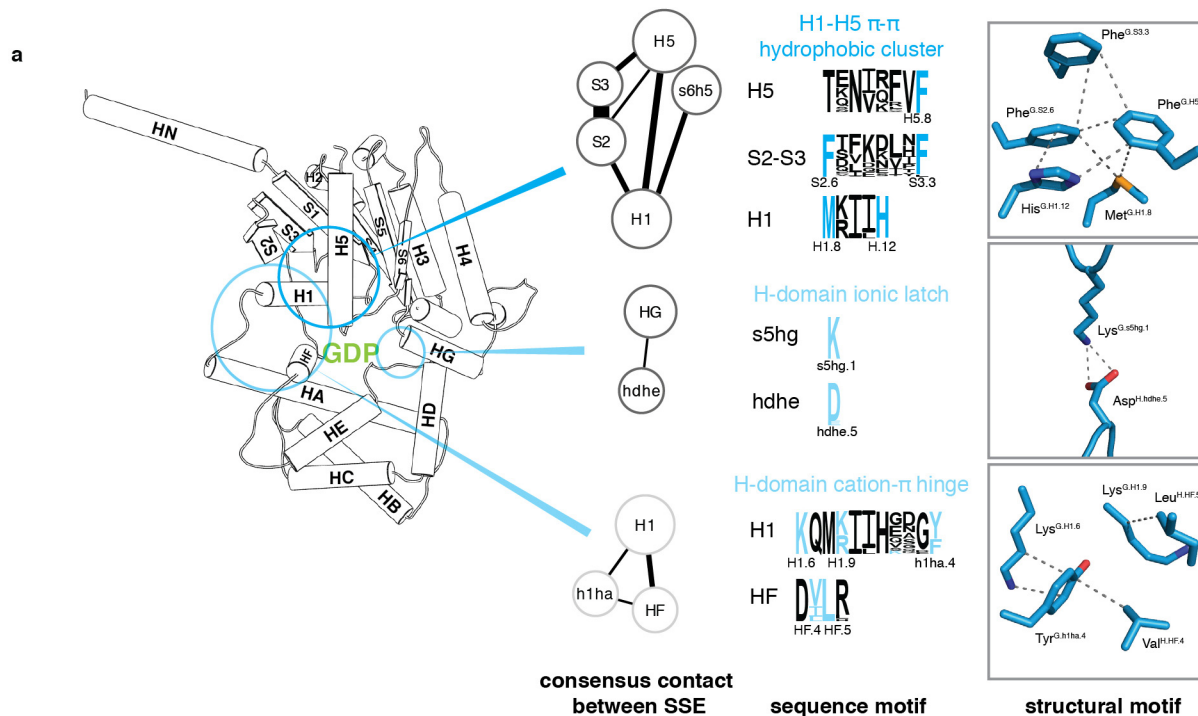 a
HN
H2
S1
S3
S2
H5
S5
S6
H3
H4
H1
GDP
HF
HG
HA
HE
HD
HC
HB
H5
S3
s6h5
S2
H1
HG
hdhe
H1
h1ha
HF
consensus contact
between SSE
H1-H5 π-π
hydrophobic cluster
H5
H5.8
S2-S3
S2.6
S3.3
H1
H1.8
H.12
H-domain ionic latch
s5hg
K
s5hg.1
hdhe
D
hdhe.5
H-domain cation-π hinge
H1
H1.6
H1.9
h1ha.4
HF
HF.4
HF.5
sequence motif
Phe G.S3.3
Phe G.S2.6
Phe G.H5
His G.H1.12
Met G.H1.8
Lys G.s5hg.1
Asp H.hdhe.5
Lys G.H1.9
Leu H.HF.5
Lys G.H1.6
Tyr G.h1ha.4
Val H.HF.4
structural motif